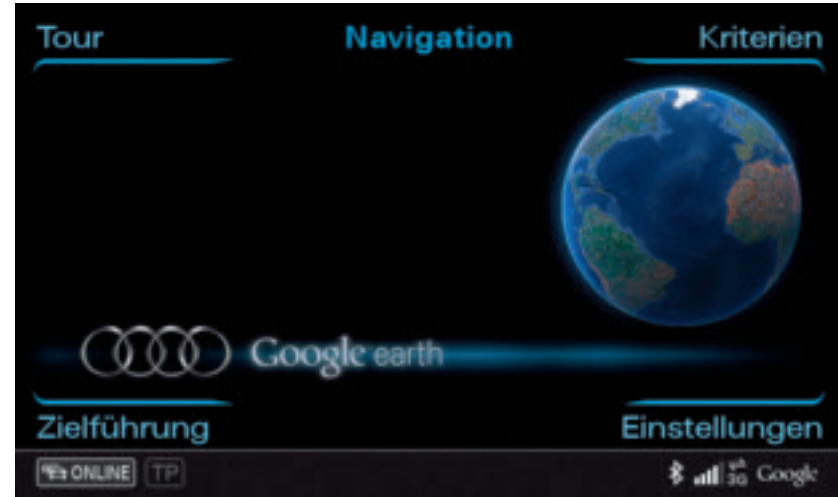 Tour Navigation Kriterien
Google earth
Zielführung Einstellungen
ONLINE TP 3G Google